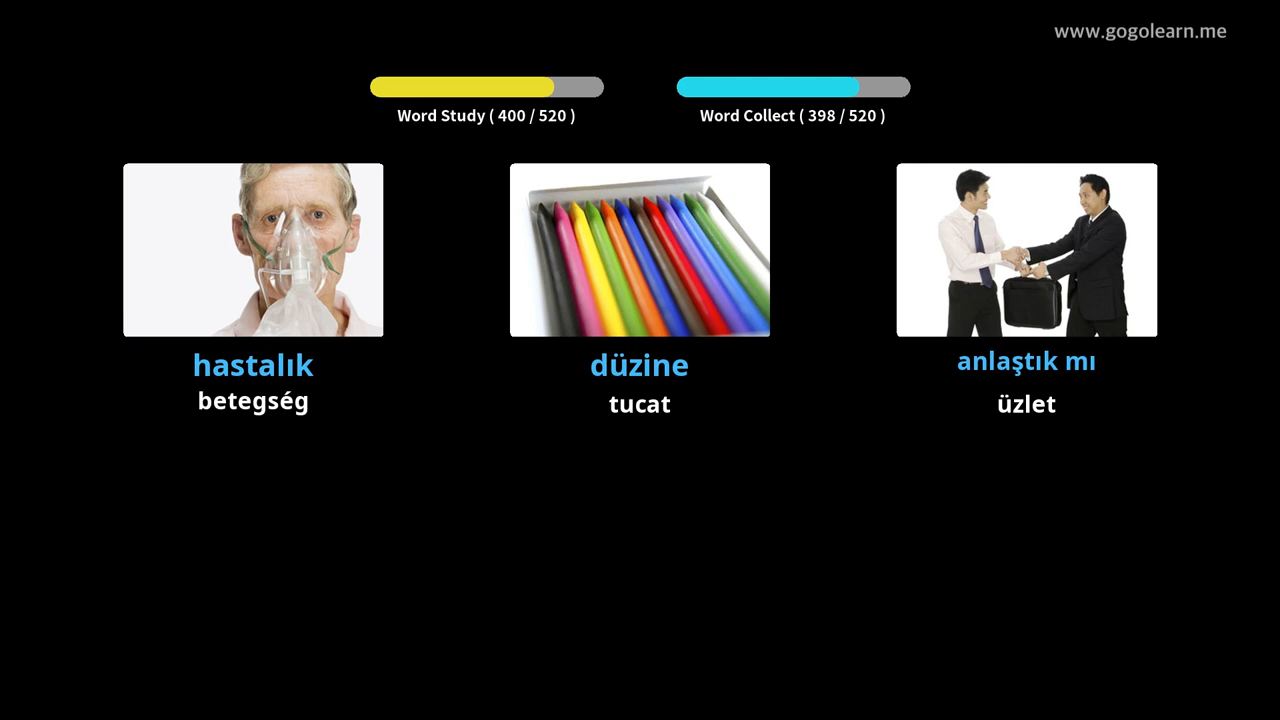 www.gogolearn.me
Word Study ( 400 / 520 )
Word Collect ( 398 / 520 )
hastalık
betegség
düzine
tucat
anlaştık mı
üzlet